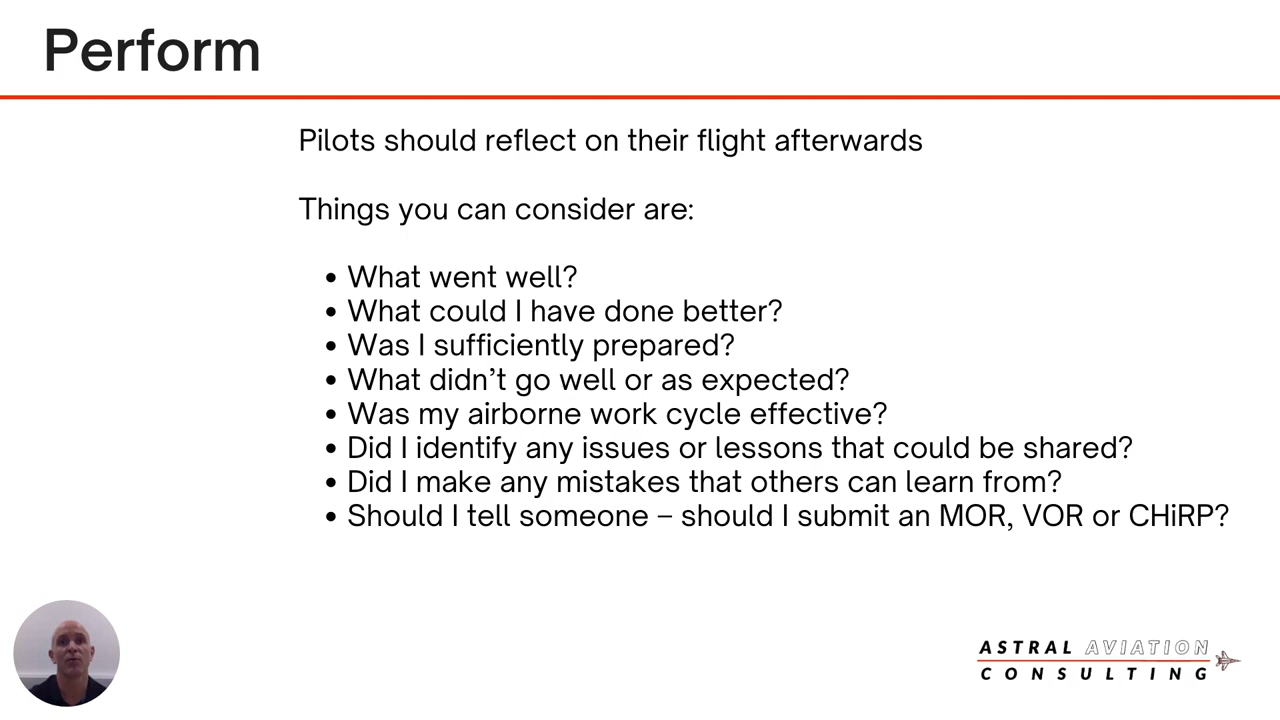 Perform
Pilots should reflect on their flight afterwards
Things you can consider are:
• What went well?
• What could I have done better?
• Was I sufficiently prepared?
• What didn’t go well or as expected?
• Was my airborne work cycle effective?
• Did I identify any issues or lessons that could be shared?
• Did I make any mistakes that others can learn from?
• Should I tell someone – should I submit an MOR, VOR or CHiRP?
ASTRAL AVIATION
CONSULTING